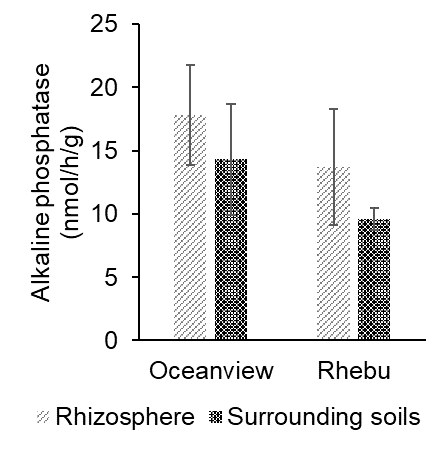 Alkaline phosphatase
(nmol/h/g)
25
20
15
10
5
0
Oceanview Rhebu
Rhizosphere Surrounding soils